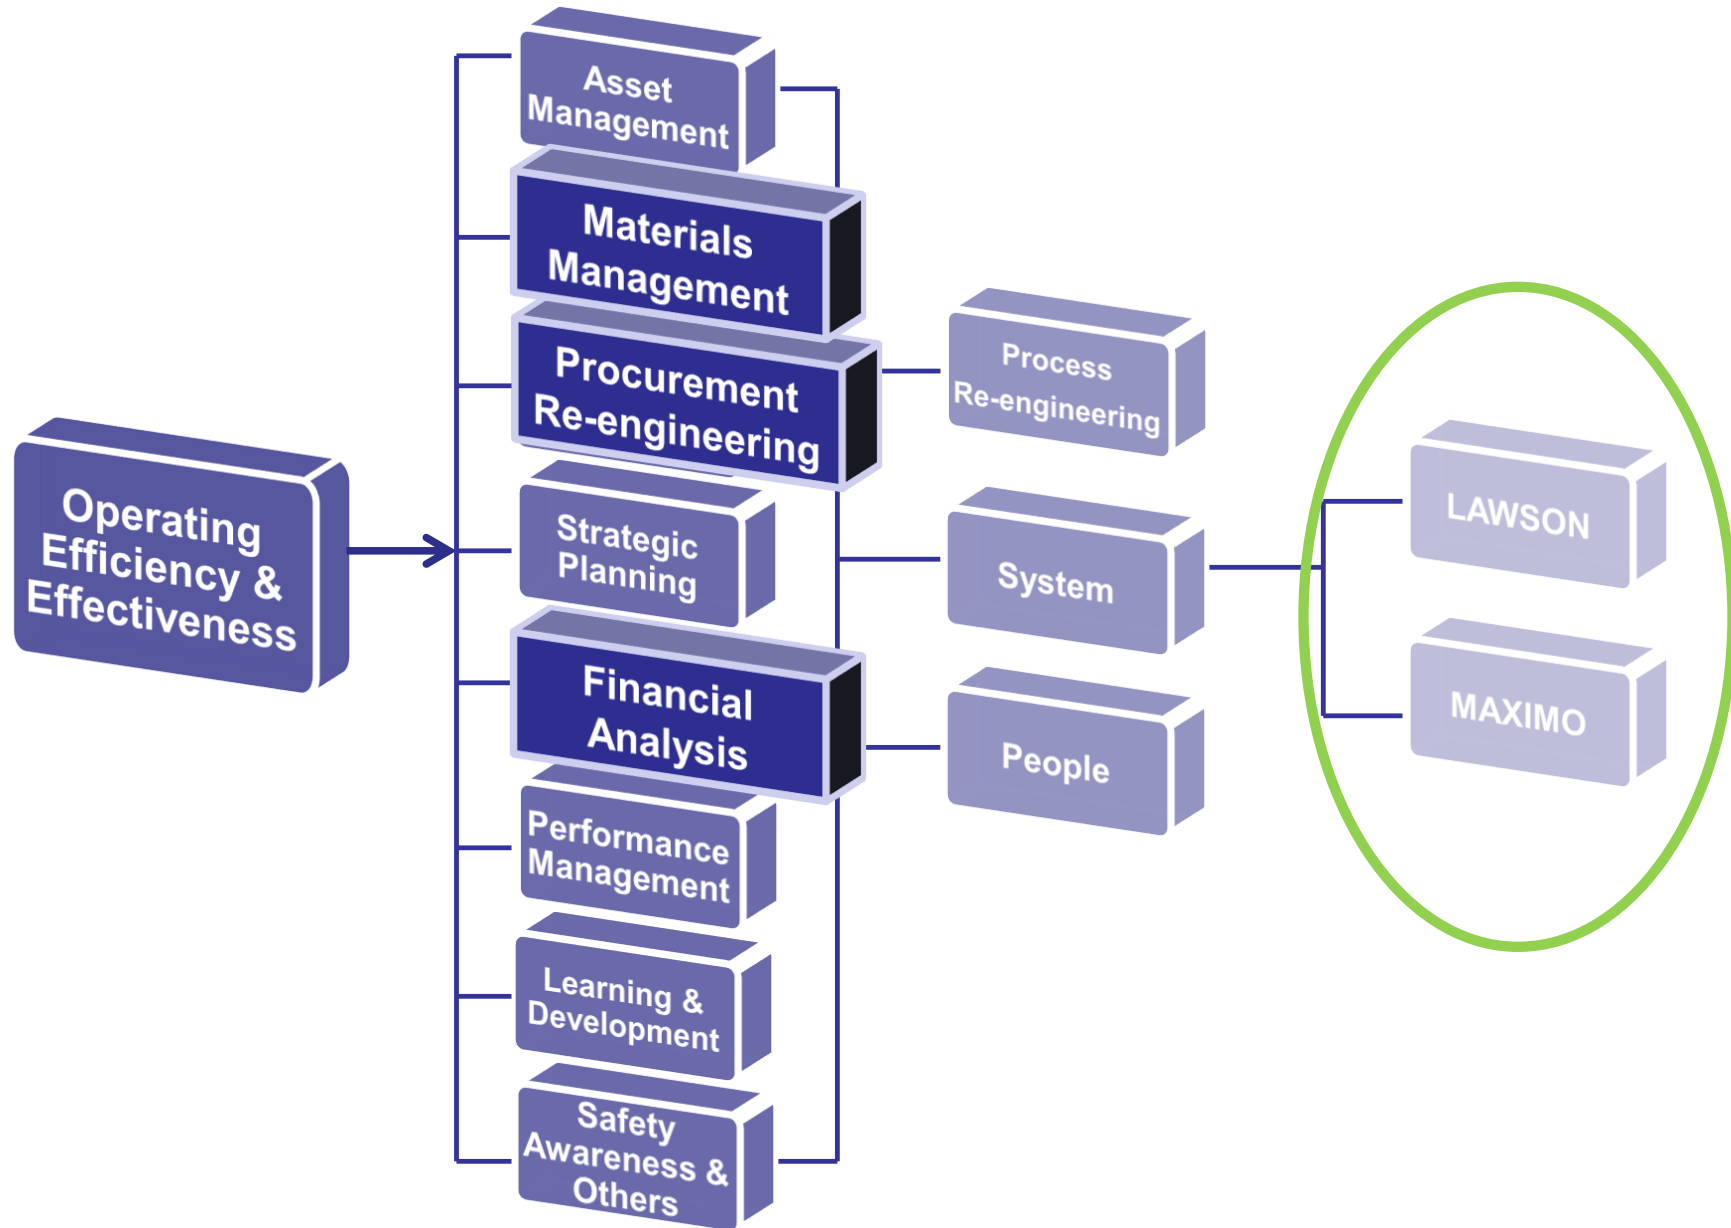 Asset
Management
Materials
Management
Procurement
Re-engineering
Process
Re-engineering
Operating
Efficiency &
Effectiveness
Strategic
Planning
System
LAWSON
MAXIMO
Financial
Analysis
People
Performance
Management
Learning &
Development
Safety
Awareness &
Others